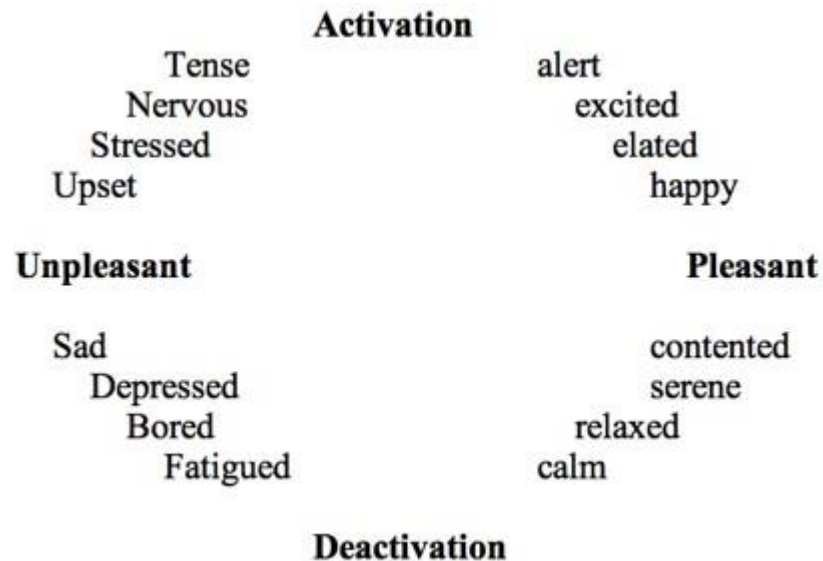 Activation
Tense alert
Nervous excited
Stressed elated
Upset happy
Unpleasant Pleasant
Sad contented
Depressed serene
Bored relaxed
Fatigued calm
Deactivation